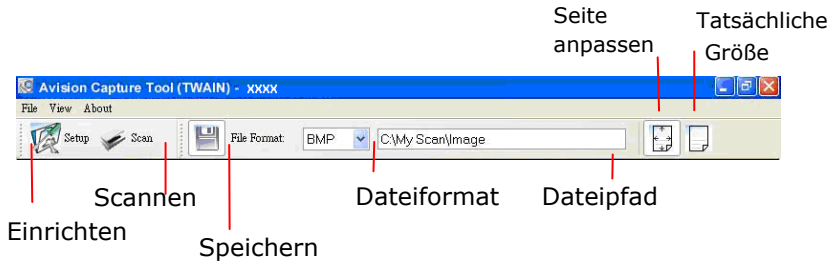 Seite
anpassen
Tatsächliche
Größe
Avision Capture Tool (TWAIN) - xxxx
File View About
Setup Scan File Format: BMP C:\My Scan\Image
Scannen
Dateiformat
Dateipfad
Einrichten
Speichern